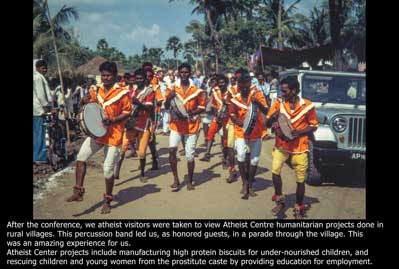 AP16
After the conference, we atheist visitors were taken to view Atheist Centre humanitarian projects done in
rural villages. This percussion band led us, as honored guests, in a parade through the village. This
was an amazing experience for us.
Atheist Center projects include manufacturing high protein biscuits for under-nourished children, and
rescuing children and young women from the prostitute caste by providing education for employment.